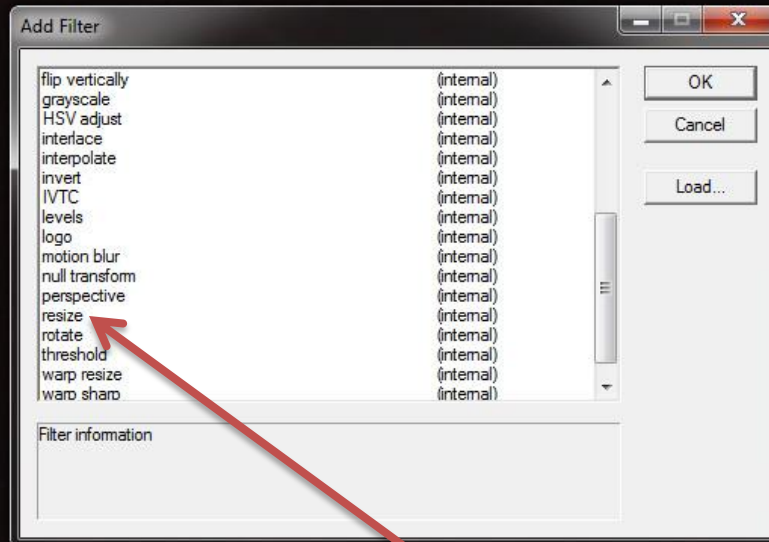 Add Filter
flip vertically (internal)
grayscale (internal)
HSV adjust (internal)
interlace (internal)
interpolate (internal)
invert (internal)
IVTC (internal)
levels (internal)
logo (internal)
motion blur (internal)
null transform (internal)
perspective (internal)
resize (internal)
rotate (internal)
threshold (internal)
warp resize (internal)
warp sharp (internal)
OK
Cancel
Load...
Filter information